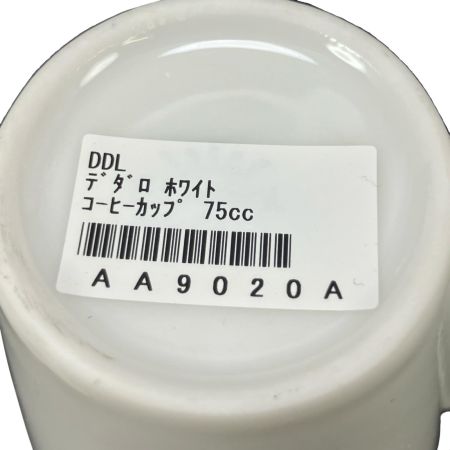 DDL
ﾃﾞﾀﾞﾛ ﾎﾜｲﾄ
ｺｰﾋｰｶｯﾌﾟ 75cc
AA9020A